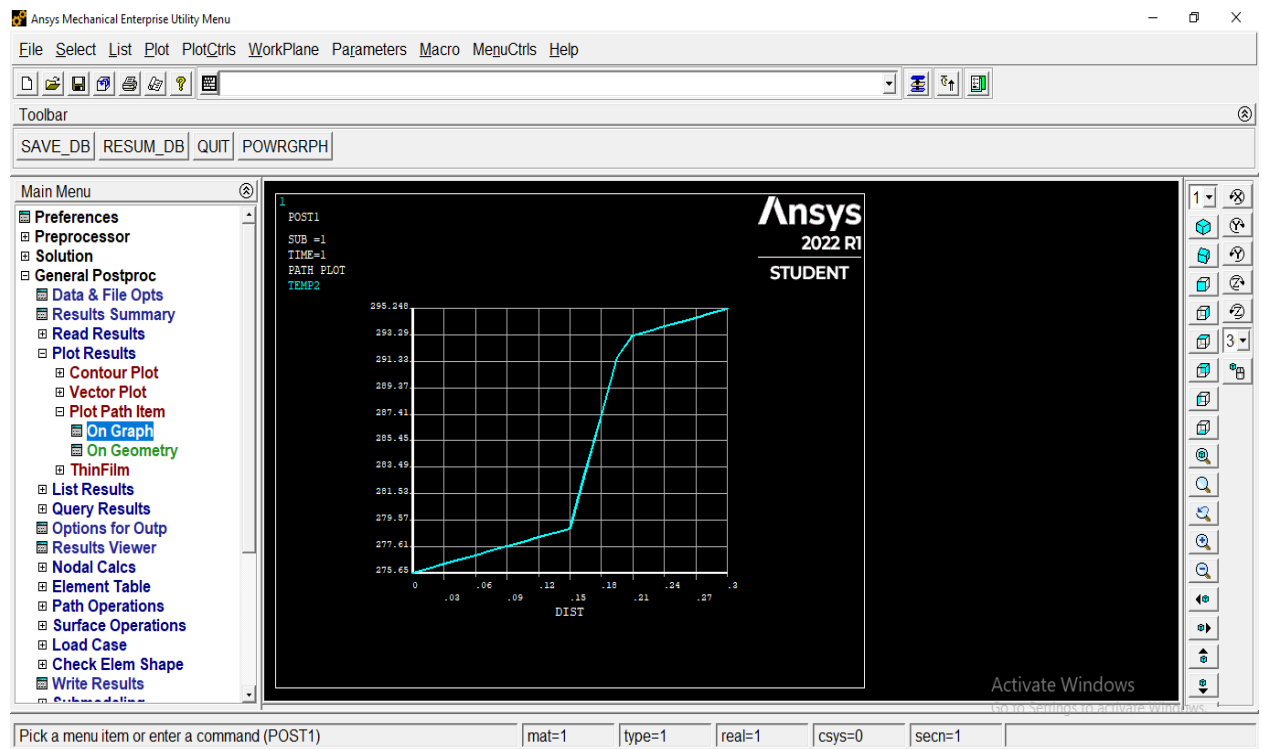 Ansys Mechanical Enterprise Utility Menu
File Select List Plot PlotCtrls WorkPlane Parameters Macro MenuCtrls Help
Toolbar
SAVE_DB RESUM_DB QUIT POWRGRPH
Main Menu
Preferences
Preprocessor
Solution
General Postproc
Data & File Opts
Results Summary
Read Results
Plot Results
Contour Plot
Vector Plot
Plot Path Item
On Graph
On Geometry
ThinFilm
List Results
Query Results
Options for Outp
Results Viewer
Nodal Calcs
Element Table
Path Operations
Surface Operations
Load Case
Check Elem Shape
Write Results
Submodeling
1
POST1
SUB =1
TIME=1
PATH PLOT
TEMP2
Ansys
2022 R1
STUDENT
295.248
293.29
291.33
289.37
287.41
285.45
283.49
281.53
279.57
277.61
275.65
0 .06 .12 .18 .24 .3
.03 .09 .15 .21 .27
DIST
1
3
Activate Windows
Go to Settings to activate Windows.
Pick a menu item or enter a command (POST1) mat=1 type=1 real=1 csys=0 secn=1